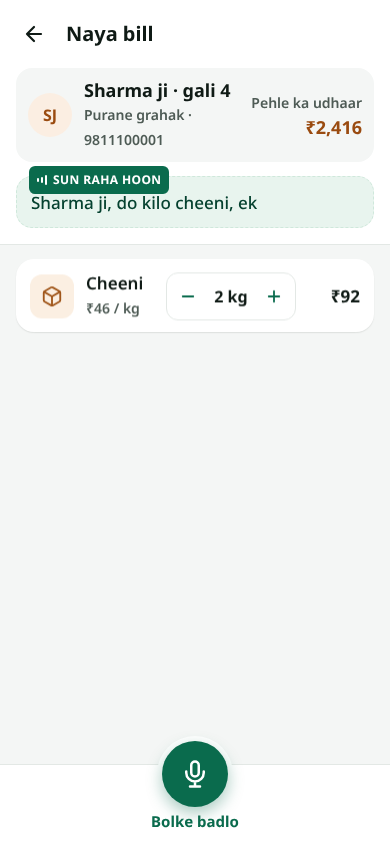 Naya bill
SJ
Sharma ji · gali 4
Purane grahak ·
9811100001
Pehle ka udhaar
₹2,416
SUN RAHA HOON
Sharma ji, do kilo cheeni, ek
Cheeni
₹46 / kg
2 kg
₹92
Bolke badlo